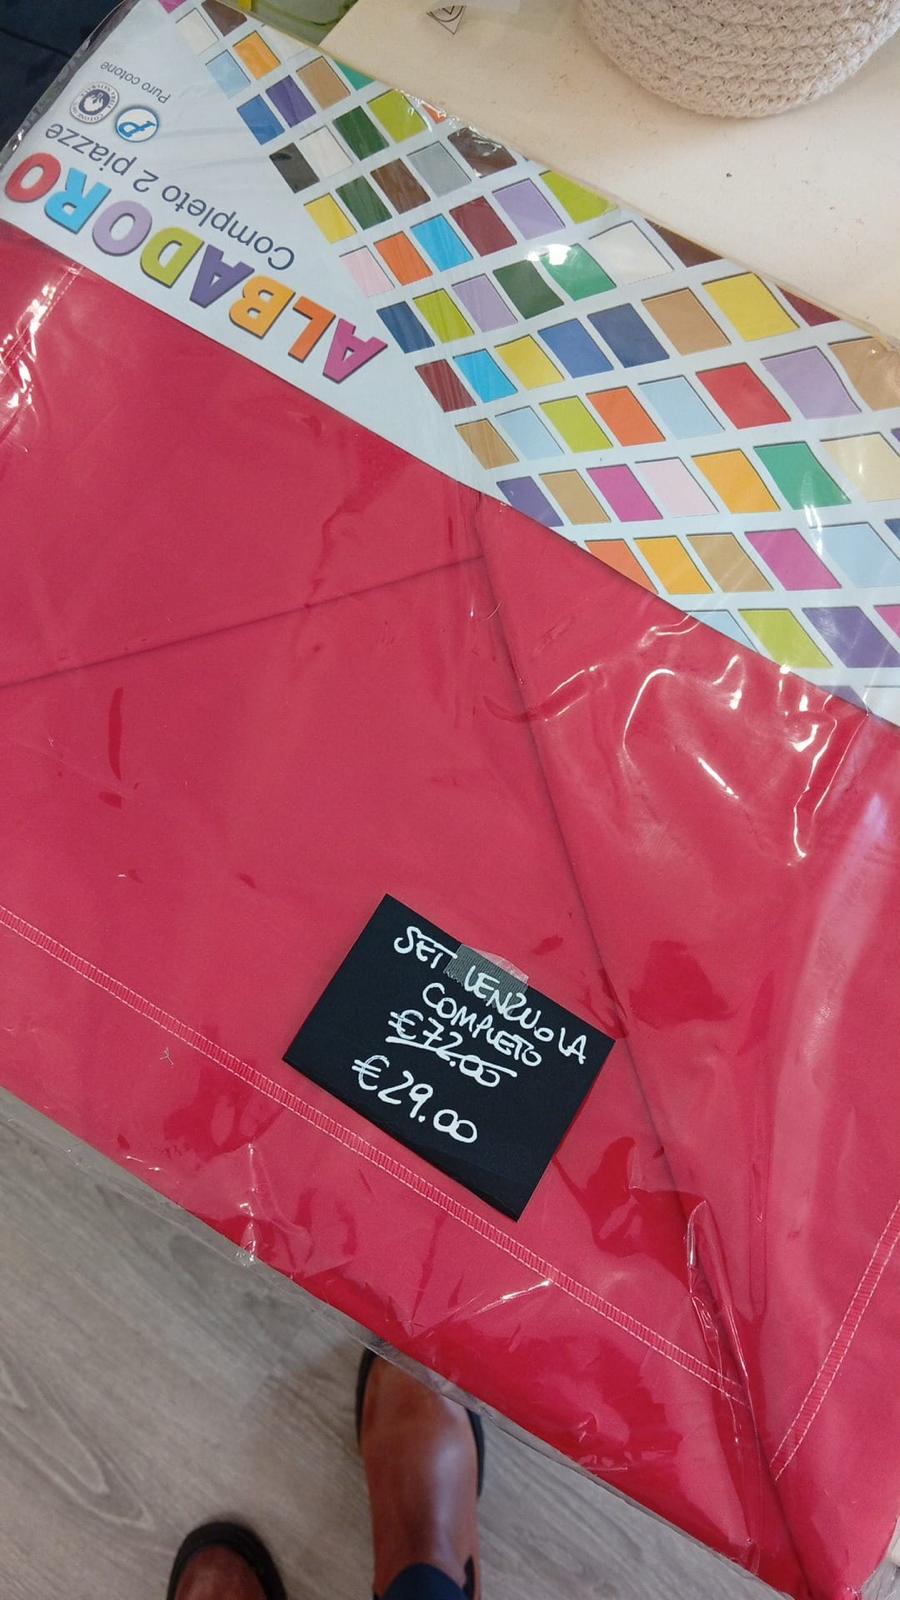 ALBADORO
Completo 2 piazze
Puro cotone
SET LENZUOLA
COMPLETO
€72.00
€29.00